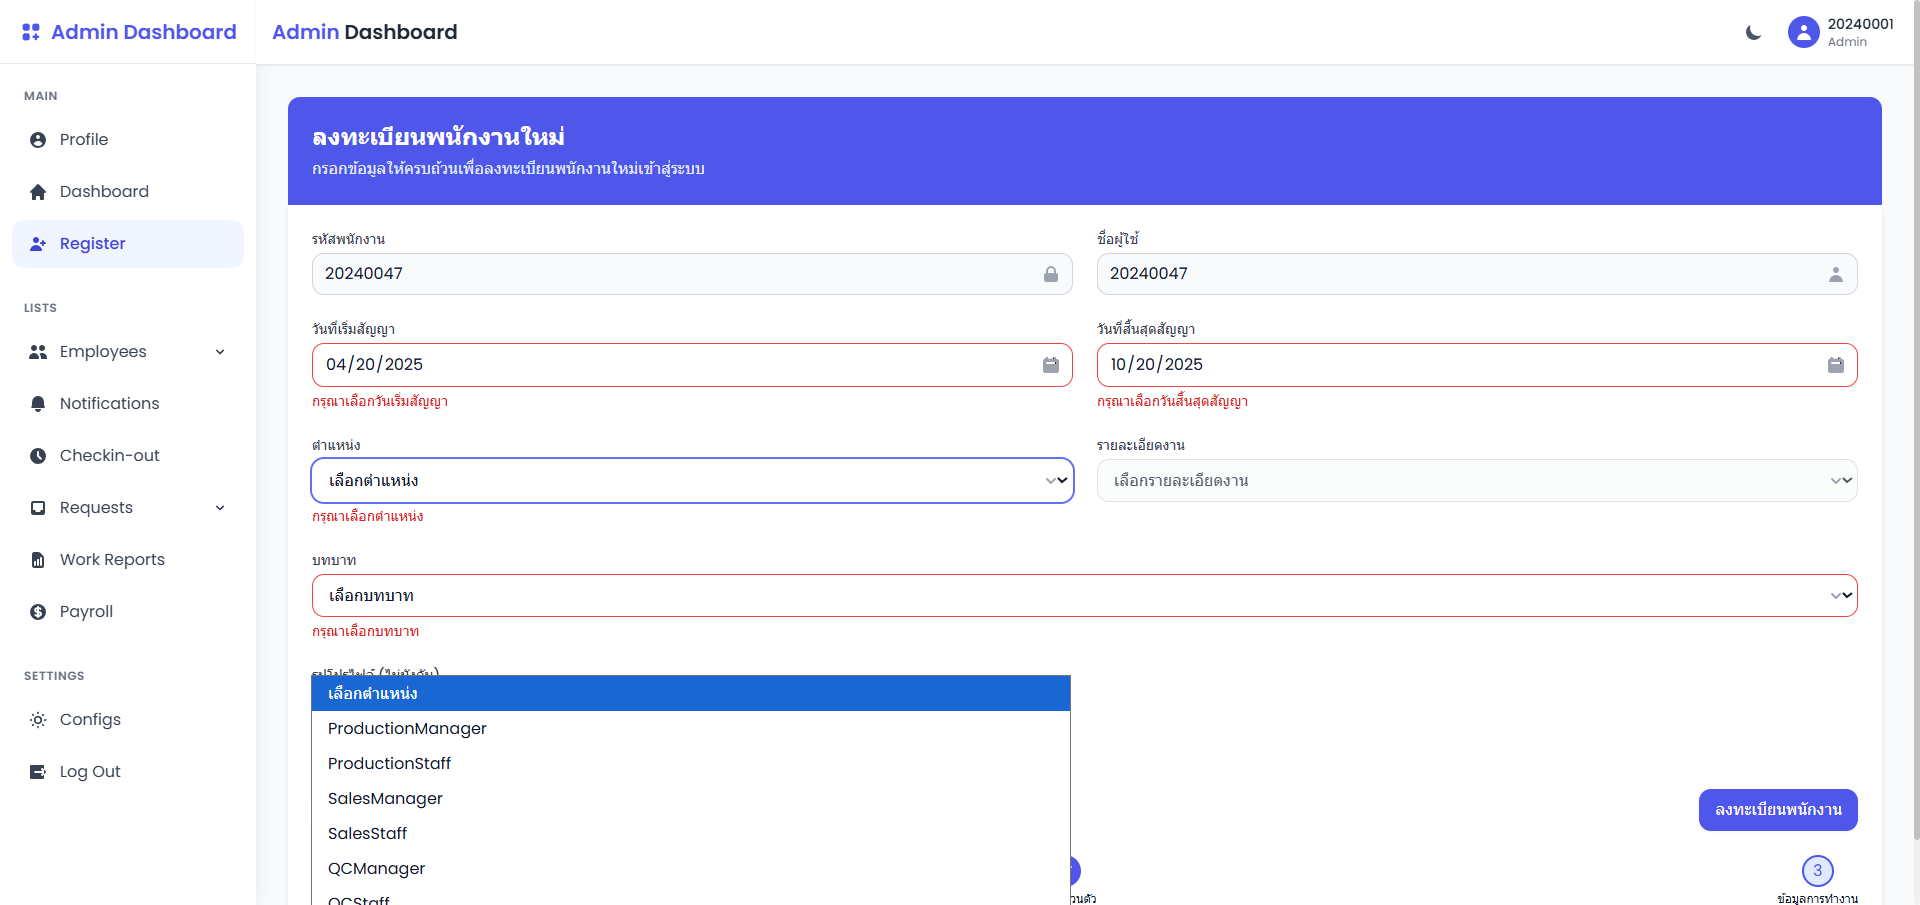 Admin Dashboard
Admin Dashboard
20240001
Admin
MAIN
Profile
Dashboard
Register
LISTS
Employees
Notifications
Checkin-out
Requests
Work Reports
Payroll
SETTINGS
Configs
Log Out
ลงทะเบียนพนักงานใหม่
กรอกข้อมูลให้ครบถ้วนเพื่อลงทะเบียนพนักงานใหม่เข้าสู่ระบบ
รหัสพนักงาน
ชื่อผู้ใช้
20240047
20240047
วันที่เริ่มสัญญา
วันที่สิ้นสุดสัญญา
04/20/2025
10/20/2025
กรุณาเลือกวันเริ่มสัญญา
กรุณาเลือกวันสิ้นสุดสัญญา
ตำแหน่ง
รายละเอียดงาน
เลือกตำแหน่ง
เลือกรายละเอียดงาน
กรุณาเลือกตำแหน่ง
บทบาท
เลือกบทบาท
กรุณาเลือกบทบาท
รูปโปรไฟล์ (ไม่บังคับ)
เลือกตำแหน่ง
ProductionManager
ProductionStaff
SalesManager
SalesStaff
QCManager
QCStaff
ลงทะเบียนพนักงาน
3
ข้อมูลการทำงาน